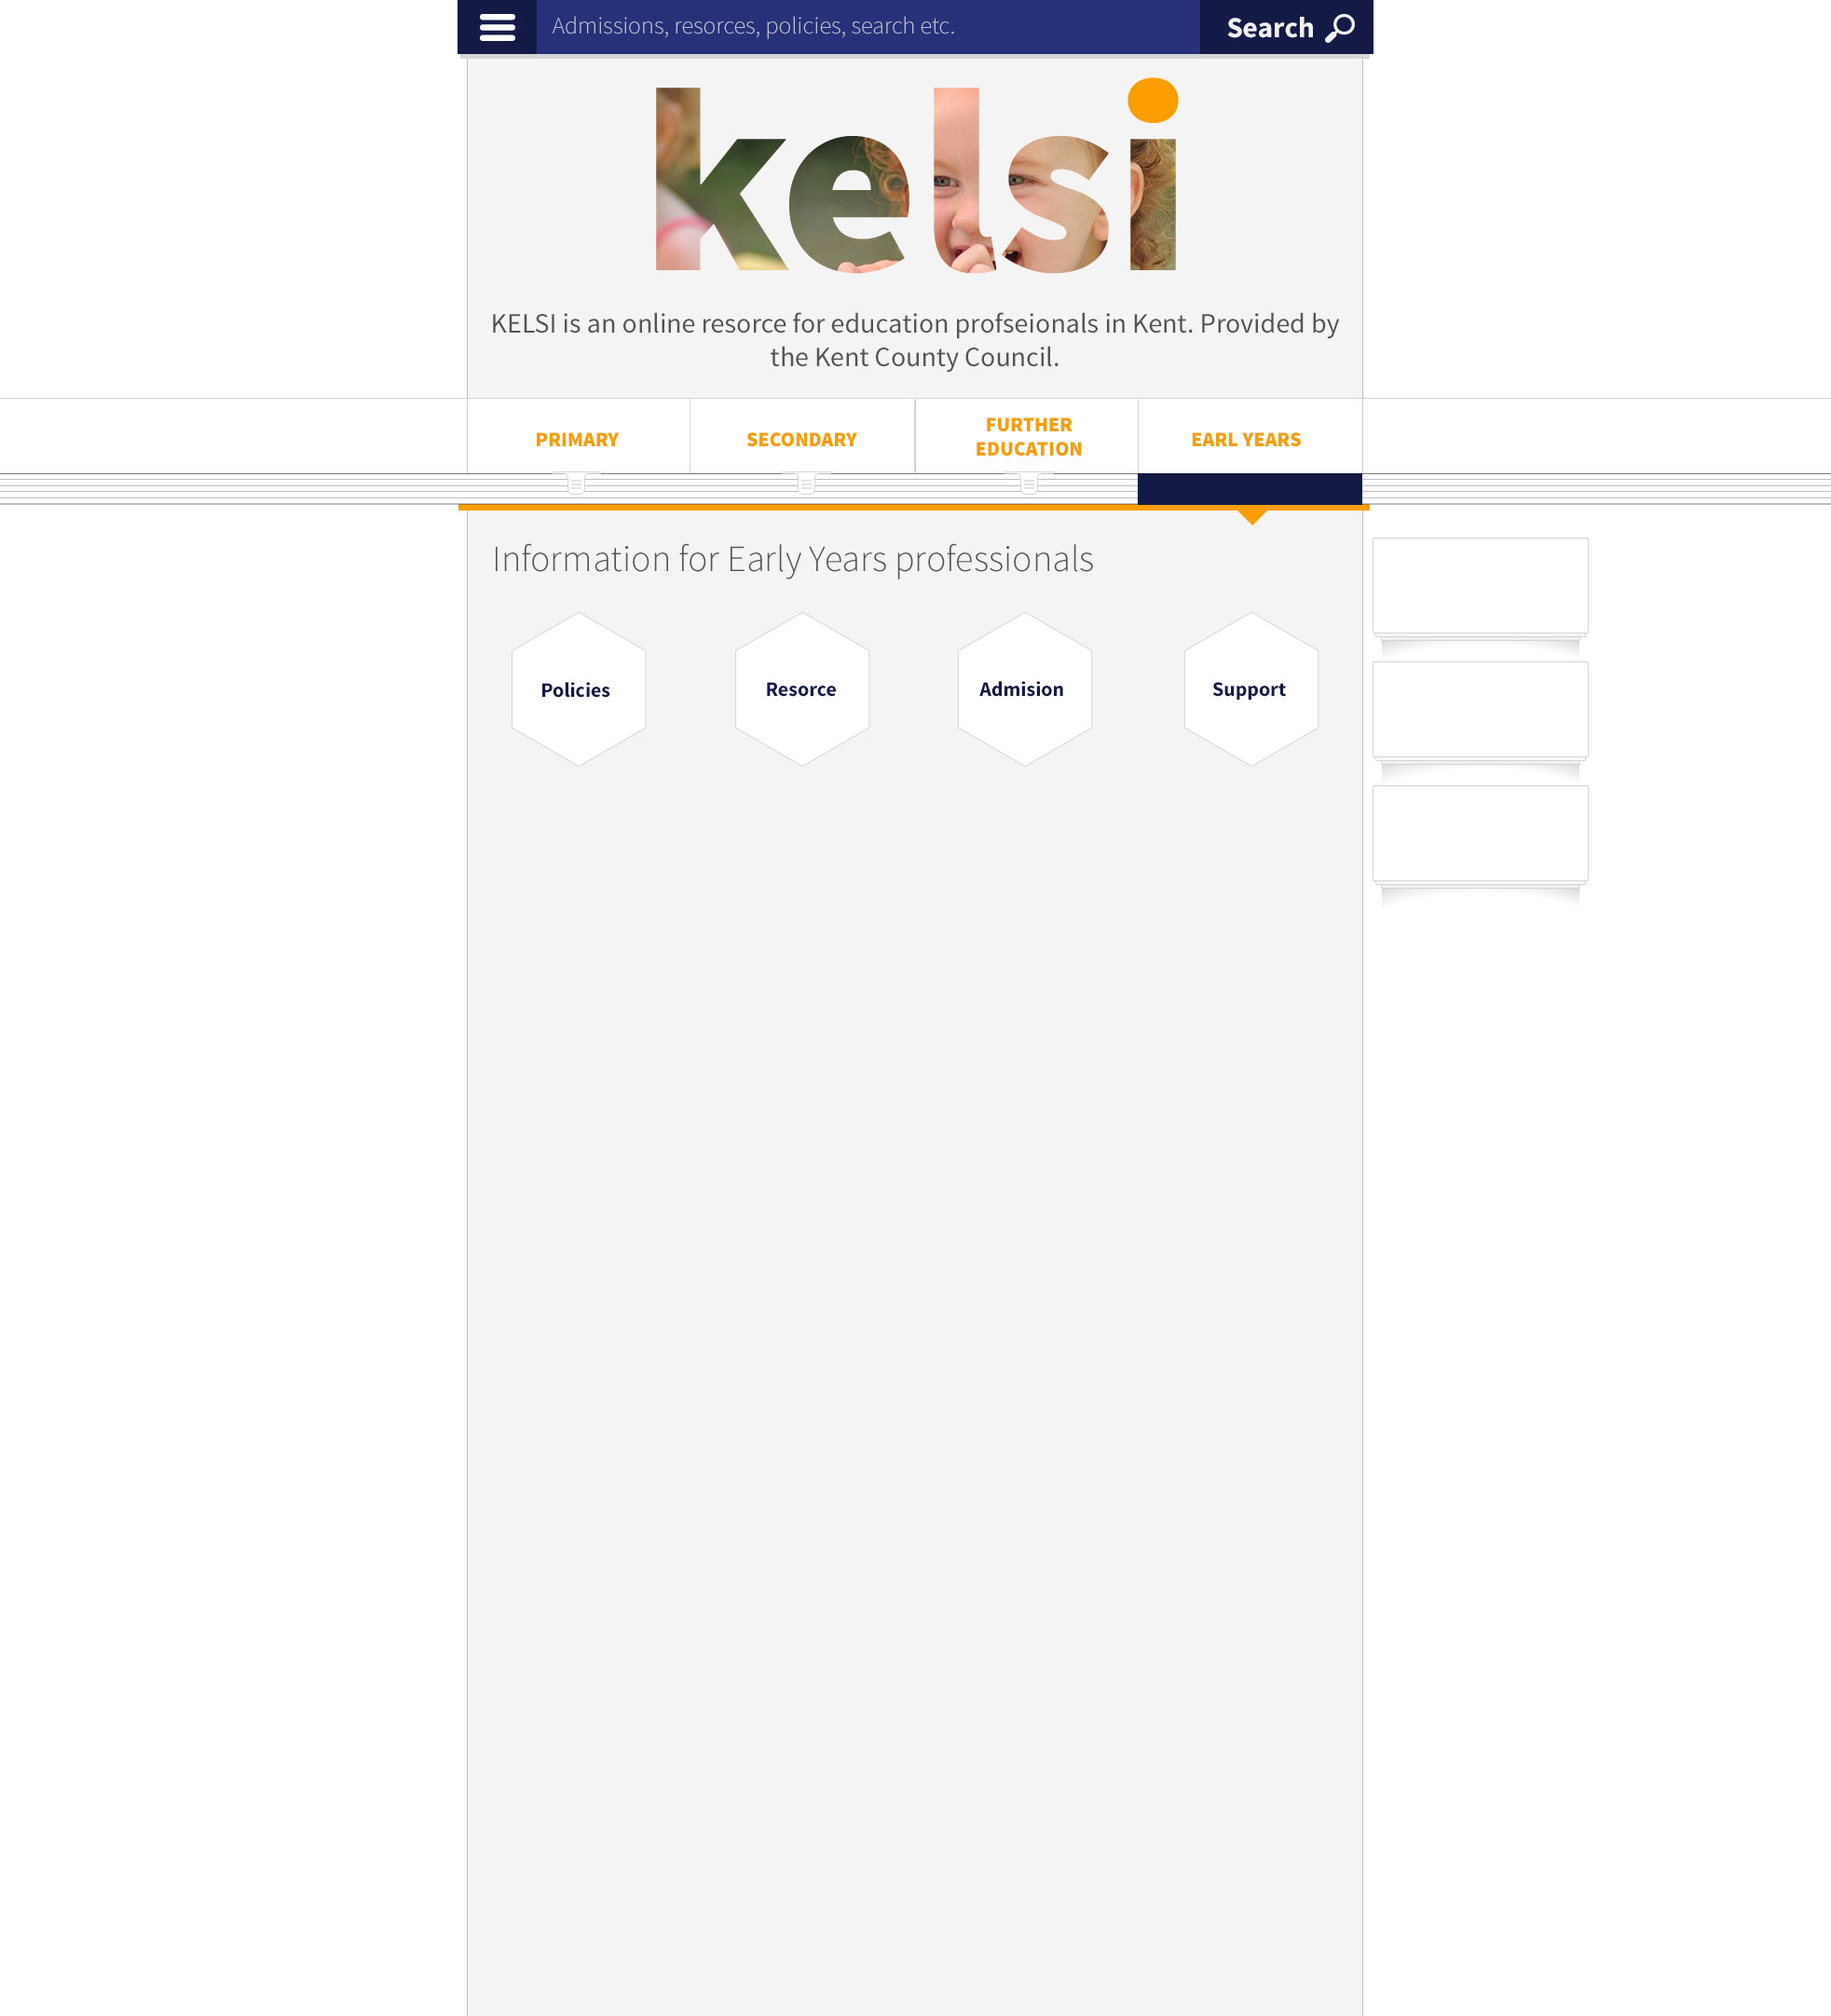 Admissions, resorces, policies, search etc.
Search
kelsi
KELSI is an online resorce for education profseionals in Kent. Provided by
the Kent County Council.
PRIMARY
SECONDARY
FURTHER
EDUCATION
EARL YEARS
Information for Early Years professionals
Policies
Resorce
Admision
Support